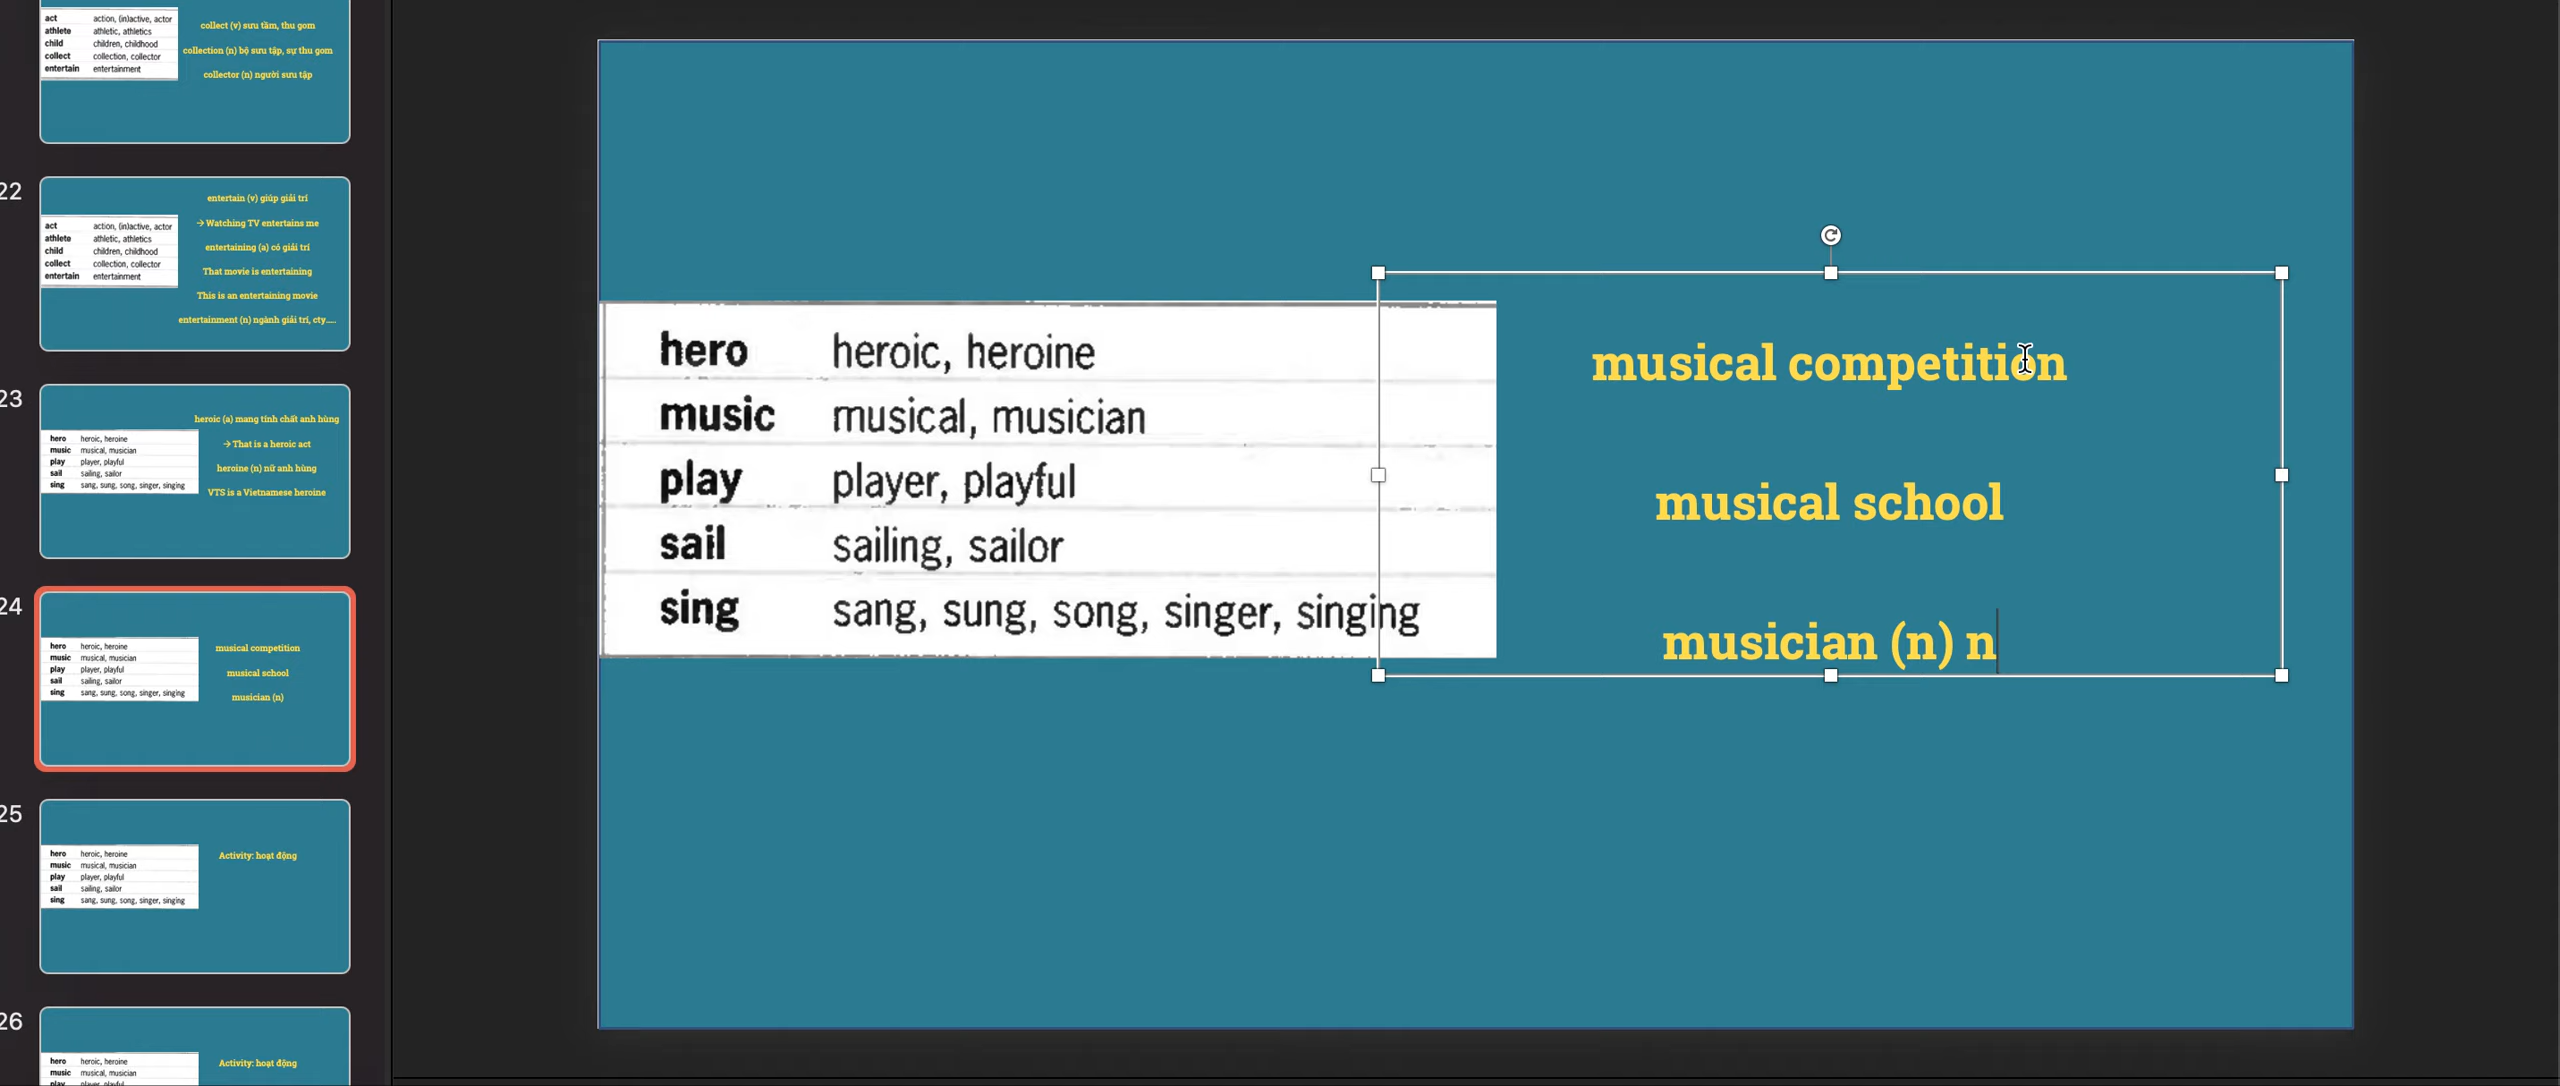 act action, (in)active, actor
athlete athletic, athletics
child children, childhood
collect collection, collector
entertain entertainment
collect (v) sưu tầm, thu gom
collection (n) bộ sưu tập, sự thu gom
collector (n) người sưu tập
22
act action, (in)active, actor
athlete athletic, athletics
child children, childhood
collect collection, collector
entertain entertainment
entertain (v) giúp giải trí
→ Watching TV entertains me
entertaining (a) có giải trí
That movie is entertaining
This is an entertaining movie
entertainment (n) ngành giải trí, cty....
23
hero heroic, heroine
music musical, musician
play player, playful
sail sailing, sailor
sing sang, sung, song, singer, singing
heroic (a) mang tính chất anh hùng
→ That is a heroic act
heroine (n) nữ anh hùng
VTS is a Vietnamese heroine
24
hero heroic, heroine
music musical, musician
play player, playful
sail sailing, sailor
sing sang, sung, song, singer, singing
musical competition
musical school
musician (n)
25
hero heroic, heroine
music musical, musician
play player, playful
sail sailing, sailor
sing sang, sung, song, singer, singing
Activity: hoạt động
26
hero heroic, heroine
music musical, musician
play player, playful
Activity: hoạt động
hero heroic, heroine
music musical, musician
play player, playful
sail sailing, sailor
sing sang, sung, song, singer, singing
musical competition
musical school
musician (n) n